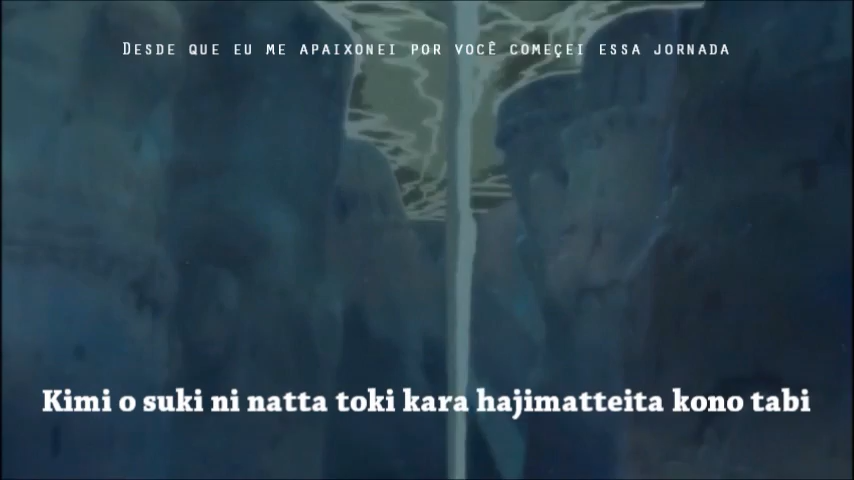 Desde que eu me apaixonei por você começei essa jornada
Kimi o suki ni natta toki kara hajimatteita kono tabi